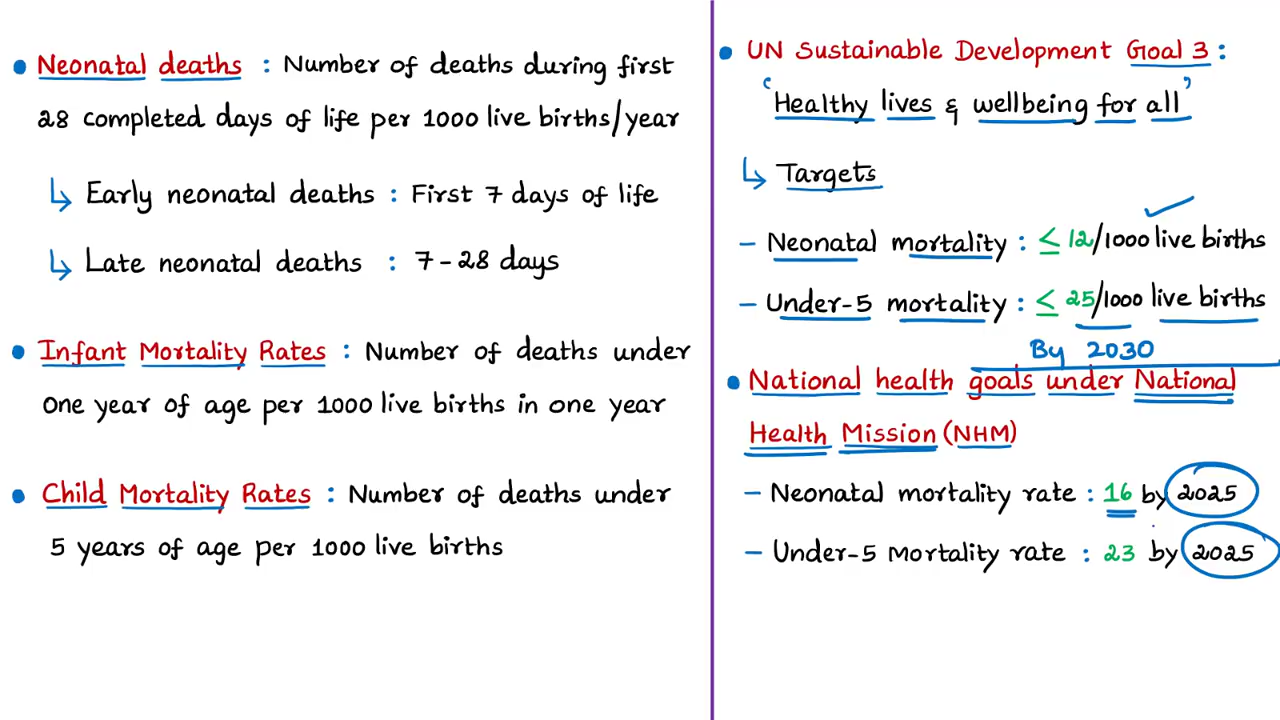 Neonatal deaths : Number of deaths during first
28 completed days of life per 1000 live births/year
↳ Early neonatal deaths : First 7 days of life
↳ Late neonatal deaths : 7-28 days
Infant Mortality Rates : Number of deaths under
one year of age per 1000 live births in one year
Child Mortality Rates : Number of deaths under
5 years of age per 1000 live births
UN Sustainable Development Goal 3 :
'Healthy lives & wellbeing for all'
↳ Targets
- Neonatal mortality : ≤ 12/1000 live births
- Under-5 mortality : ≤ 25/1000 live births
By 2030
National health goals under National
Health Mission (NHM)
- Neonatal mortality rate : 16 by 2025
- Under-5 Mortality rate : 23 by 2025